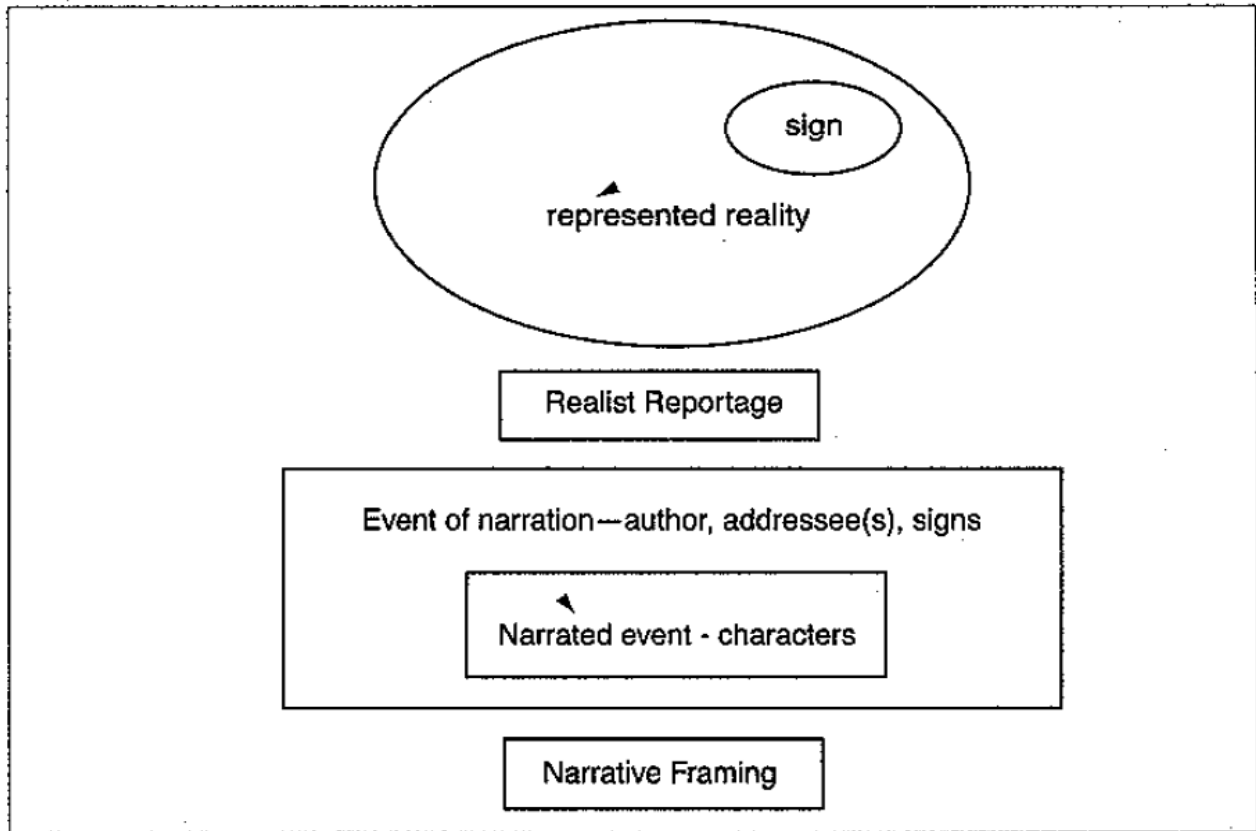 sign
represented reality
Realist Reportage
Event of narration—author, addressee(s), signs
Narrated event - characters
Narrative Framing